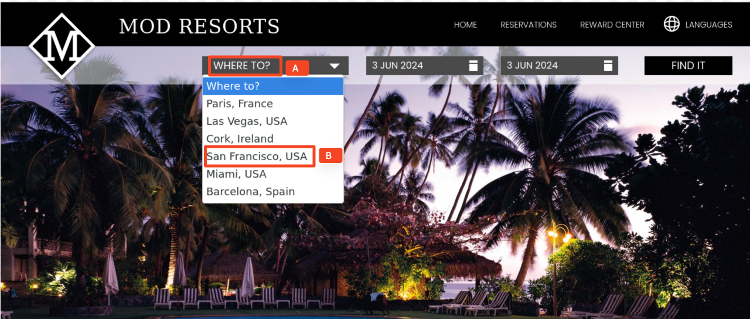 M
MOD RESORTS
HOME RESERVATIONS REWARD CENTER LANGUAGES
WHERE TO? A 3 JUN 2024 3 JUN 2024 FIND IT
Where to?
Paris, France
Las Vegas, USA
Cork, Ireland
San Francisco, USA B
Miami, USA
Barcelona, Spain